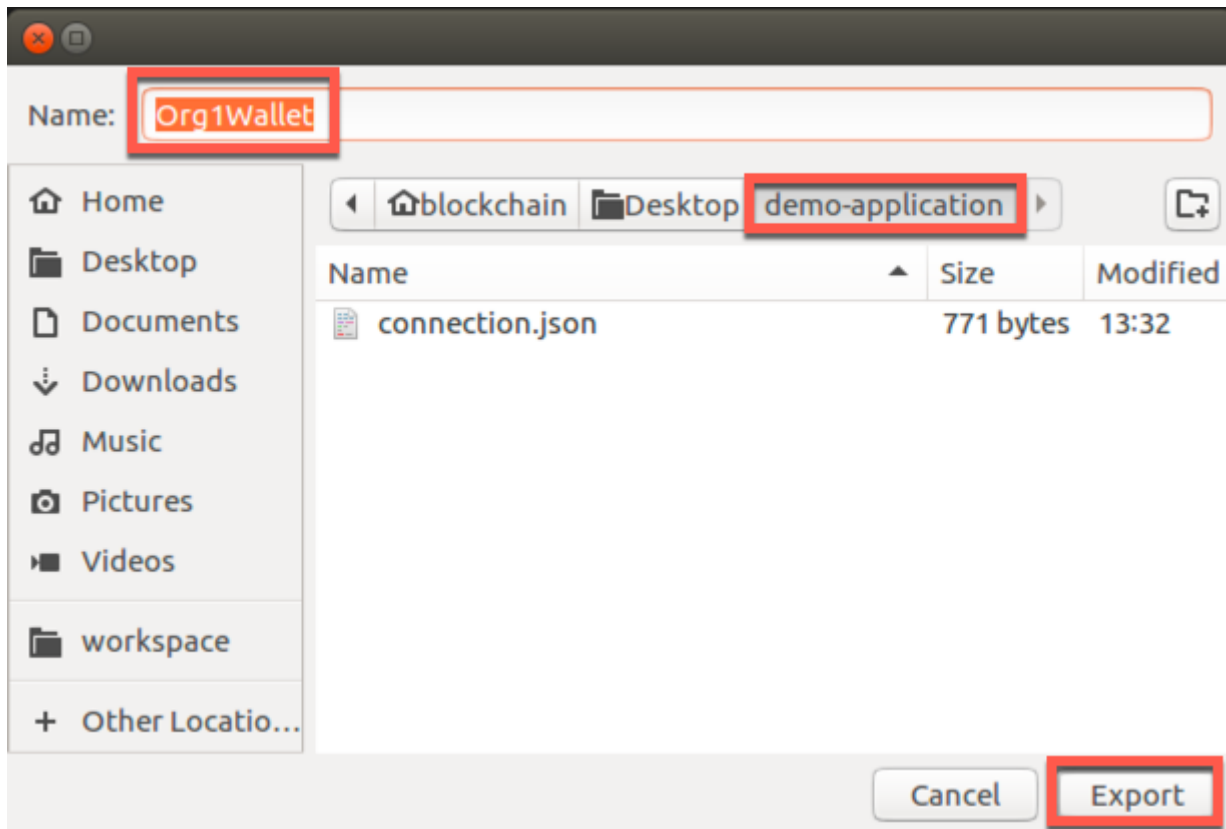 Name: Org1Wallet
Home
Desktop
Documents
Downloads
Music
Pictures
Videos
workspace
+ Other Locatio...
blockchain Desktop demo-application
Name Size Modified
connection.json 771 bytes 13:32
Cancel Export